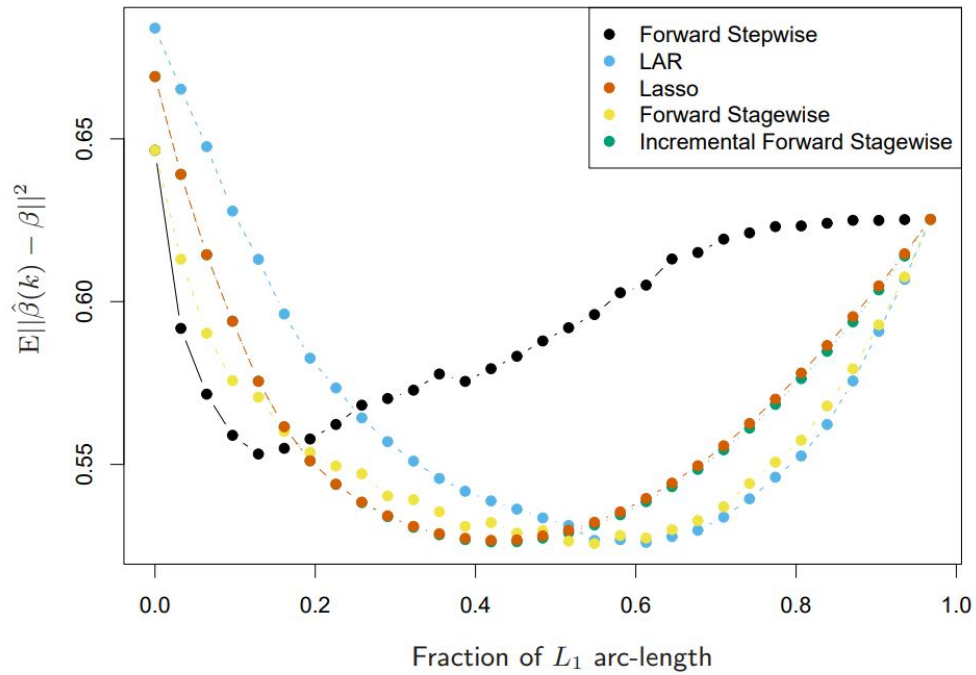 Forward Stepwise
LAR
Lasso
Forward Stagewise
Incremental Forward Stagewise
E||β̂(k) − β||²
0.65
0.60
0.55
0.0 0.2 0.4 0.6 0.8 1.0
Fraction of L₁ arc-length